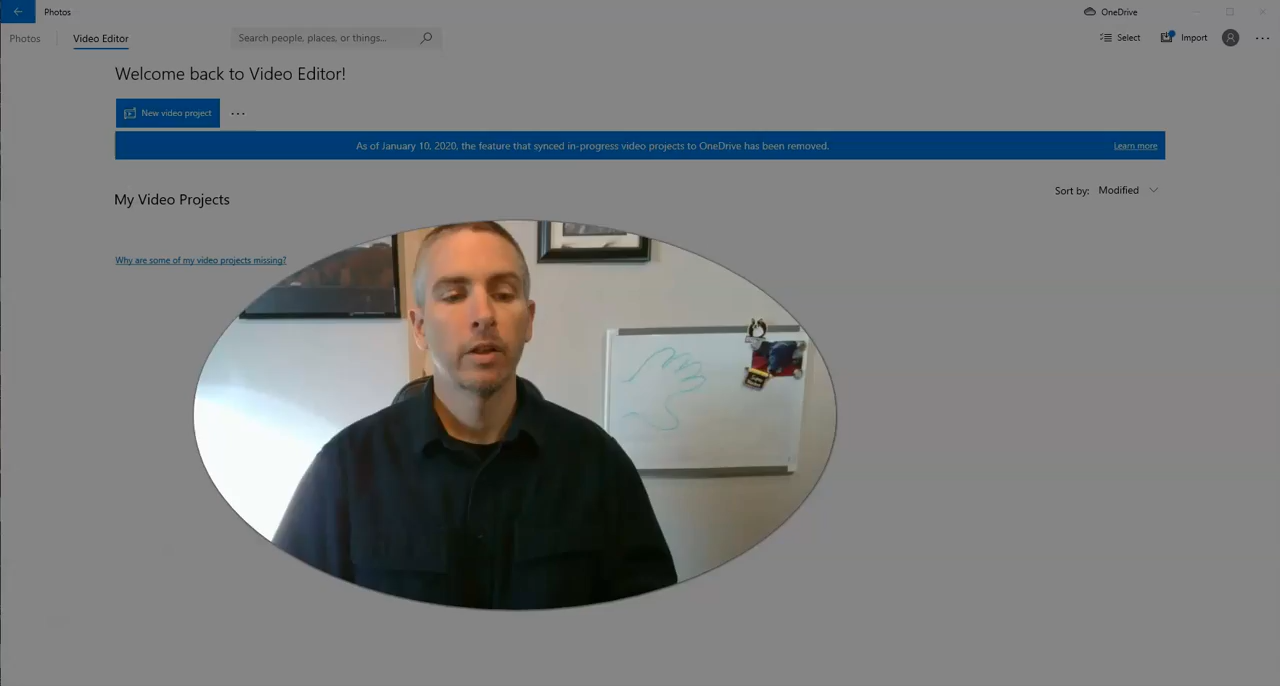 Photos
OneDrive
Photos
Video Editor
Search people, places, or things...
Select
Import
Welcome back to Video Editor!
New video project
As of January 10, 2020, the feature that synced in-progress video projects to OneDrive has been removed.
Learn more
My Video Projects
Sort by:
Modified
Why are some of my video projects missing?